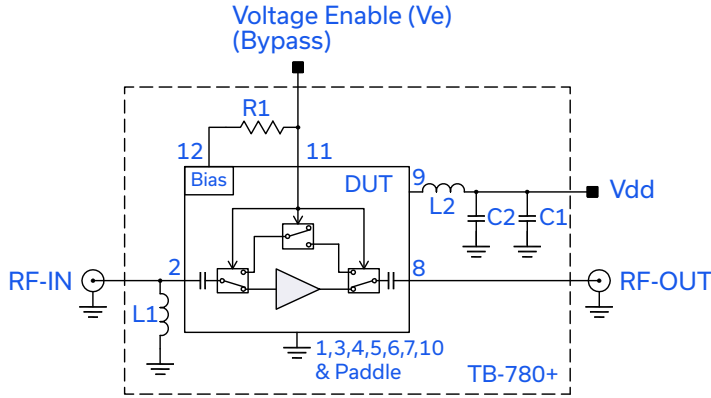 Voltage Enable (Ve)
(Bypass)
R1
12
11
Bias
DUT
9
L2
C2
C1
Vdd
RF-IN
2
8
RF-OUT
L1
1,3,4,5,6,7,10
& Paddle
TB-780+